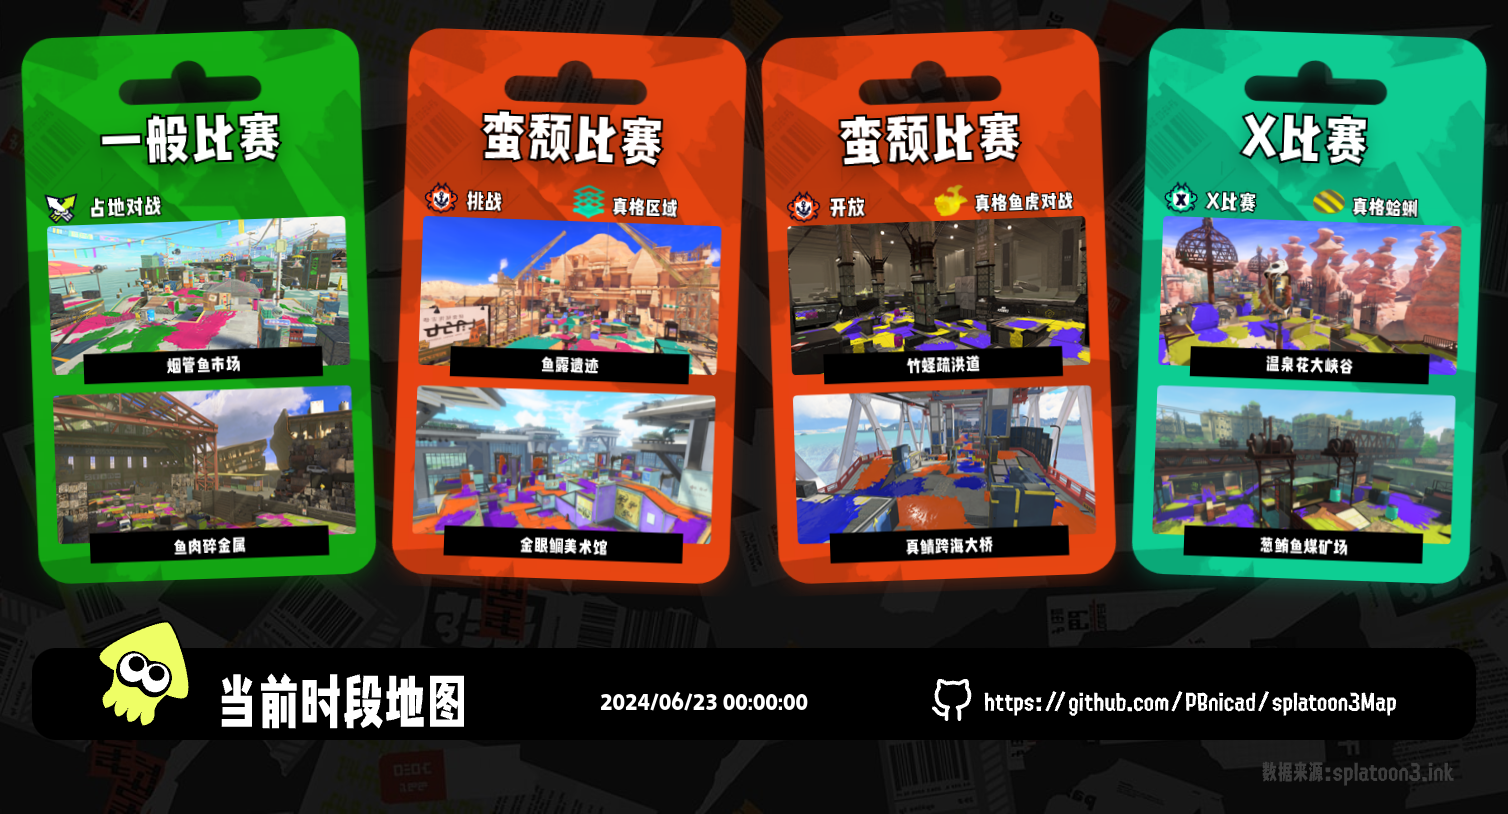 一般比赛
占地对战
烟管鱼市场
鱼肉碎金属
蛮颓比赛
挑战
真格区域
鱼露遗迹
金眼鲷美术馆
蛮颓比赛
开放
真格鱼虎对战
竹蛏疏洪道
真鲭跨海大桥
X比赛
X比赛
真格蛤蜊
温泉花大峡谷
葱鲔鱼煤矿场
当前时段地图
2024/06/23 00:00:00
https://github.com/PBnicad/splatoon3Map
数据来源:splatoon3.ink